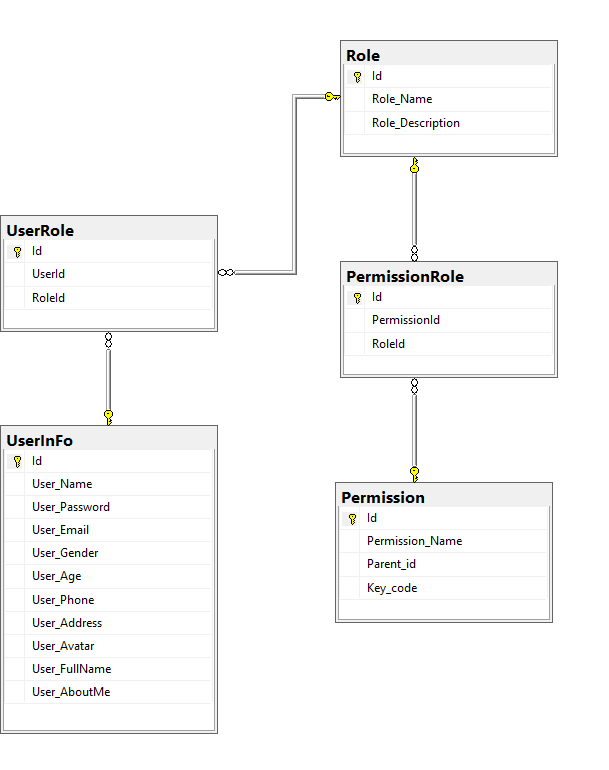 Role
Id
Role_Name
Role_Description
UserRole
Id
UserId
RoleId
PermissionRole
Id
PermissionId
RoleId
UserInFo
Id
User_Name
User_Password
User_Email
User_Gender
User_Age
User_Phone
User_Address
User_Avatar
User_FullName
User_AboutMe
Permission
Id
Permission_Name
Parent_id
Key_code